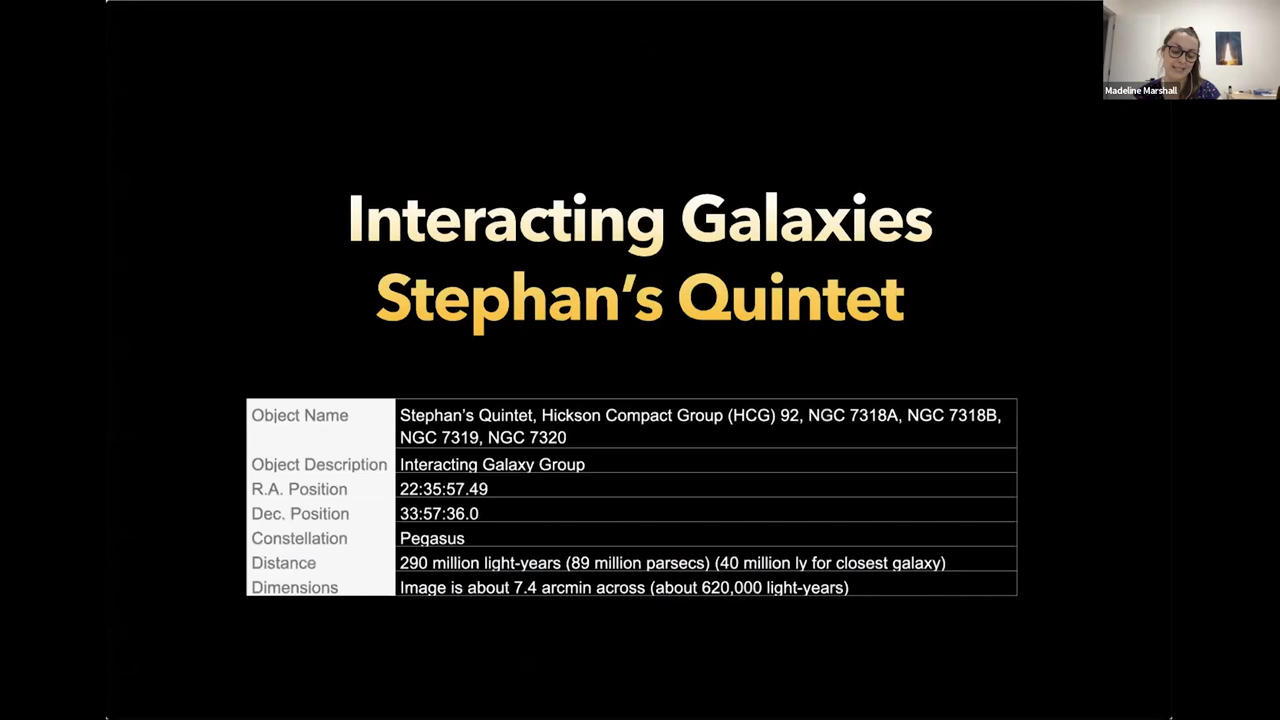 Madeline Marshall
Interacting Galaxies
Stephan’s Quintet
Object Name Stephan’s Quintet, Hickson Compact Group (HCG) 92, NGC 7318A, NGC 7318B,
NGC 7319, NGC 7320
Object Description Interacting Galaxy Group
R.A. Position 22:35:57.49
Dec. Position 33:57:36.0
Constellation Pegasus
Distance 290 million light-years (89 million parsecs) (40 million ly for closest galaxy)
Dimensions Image is about 7.4 arcmin across (about 620,000 light-years)